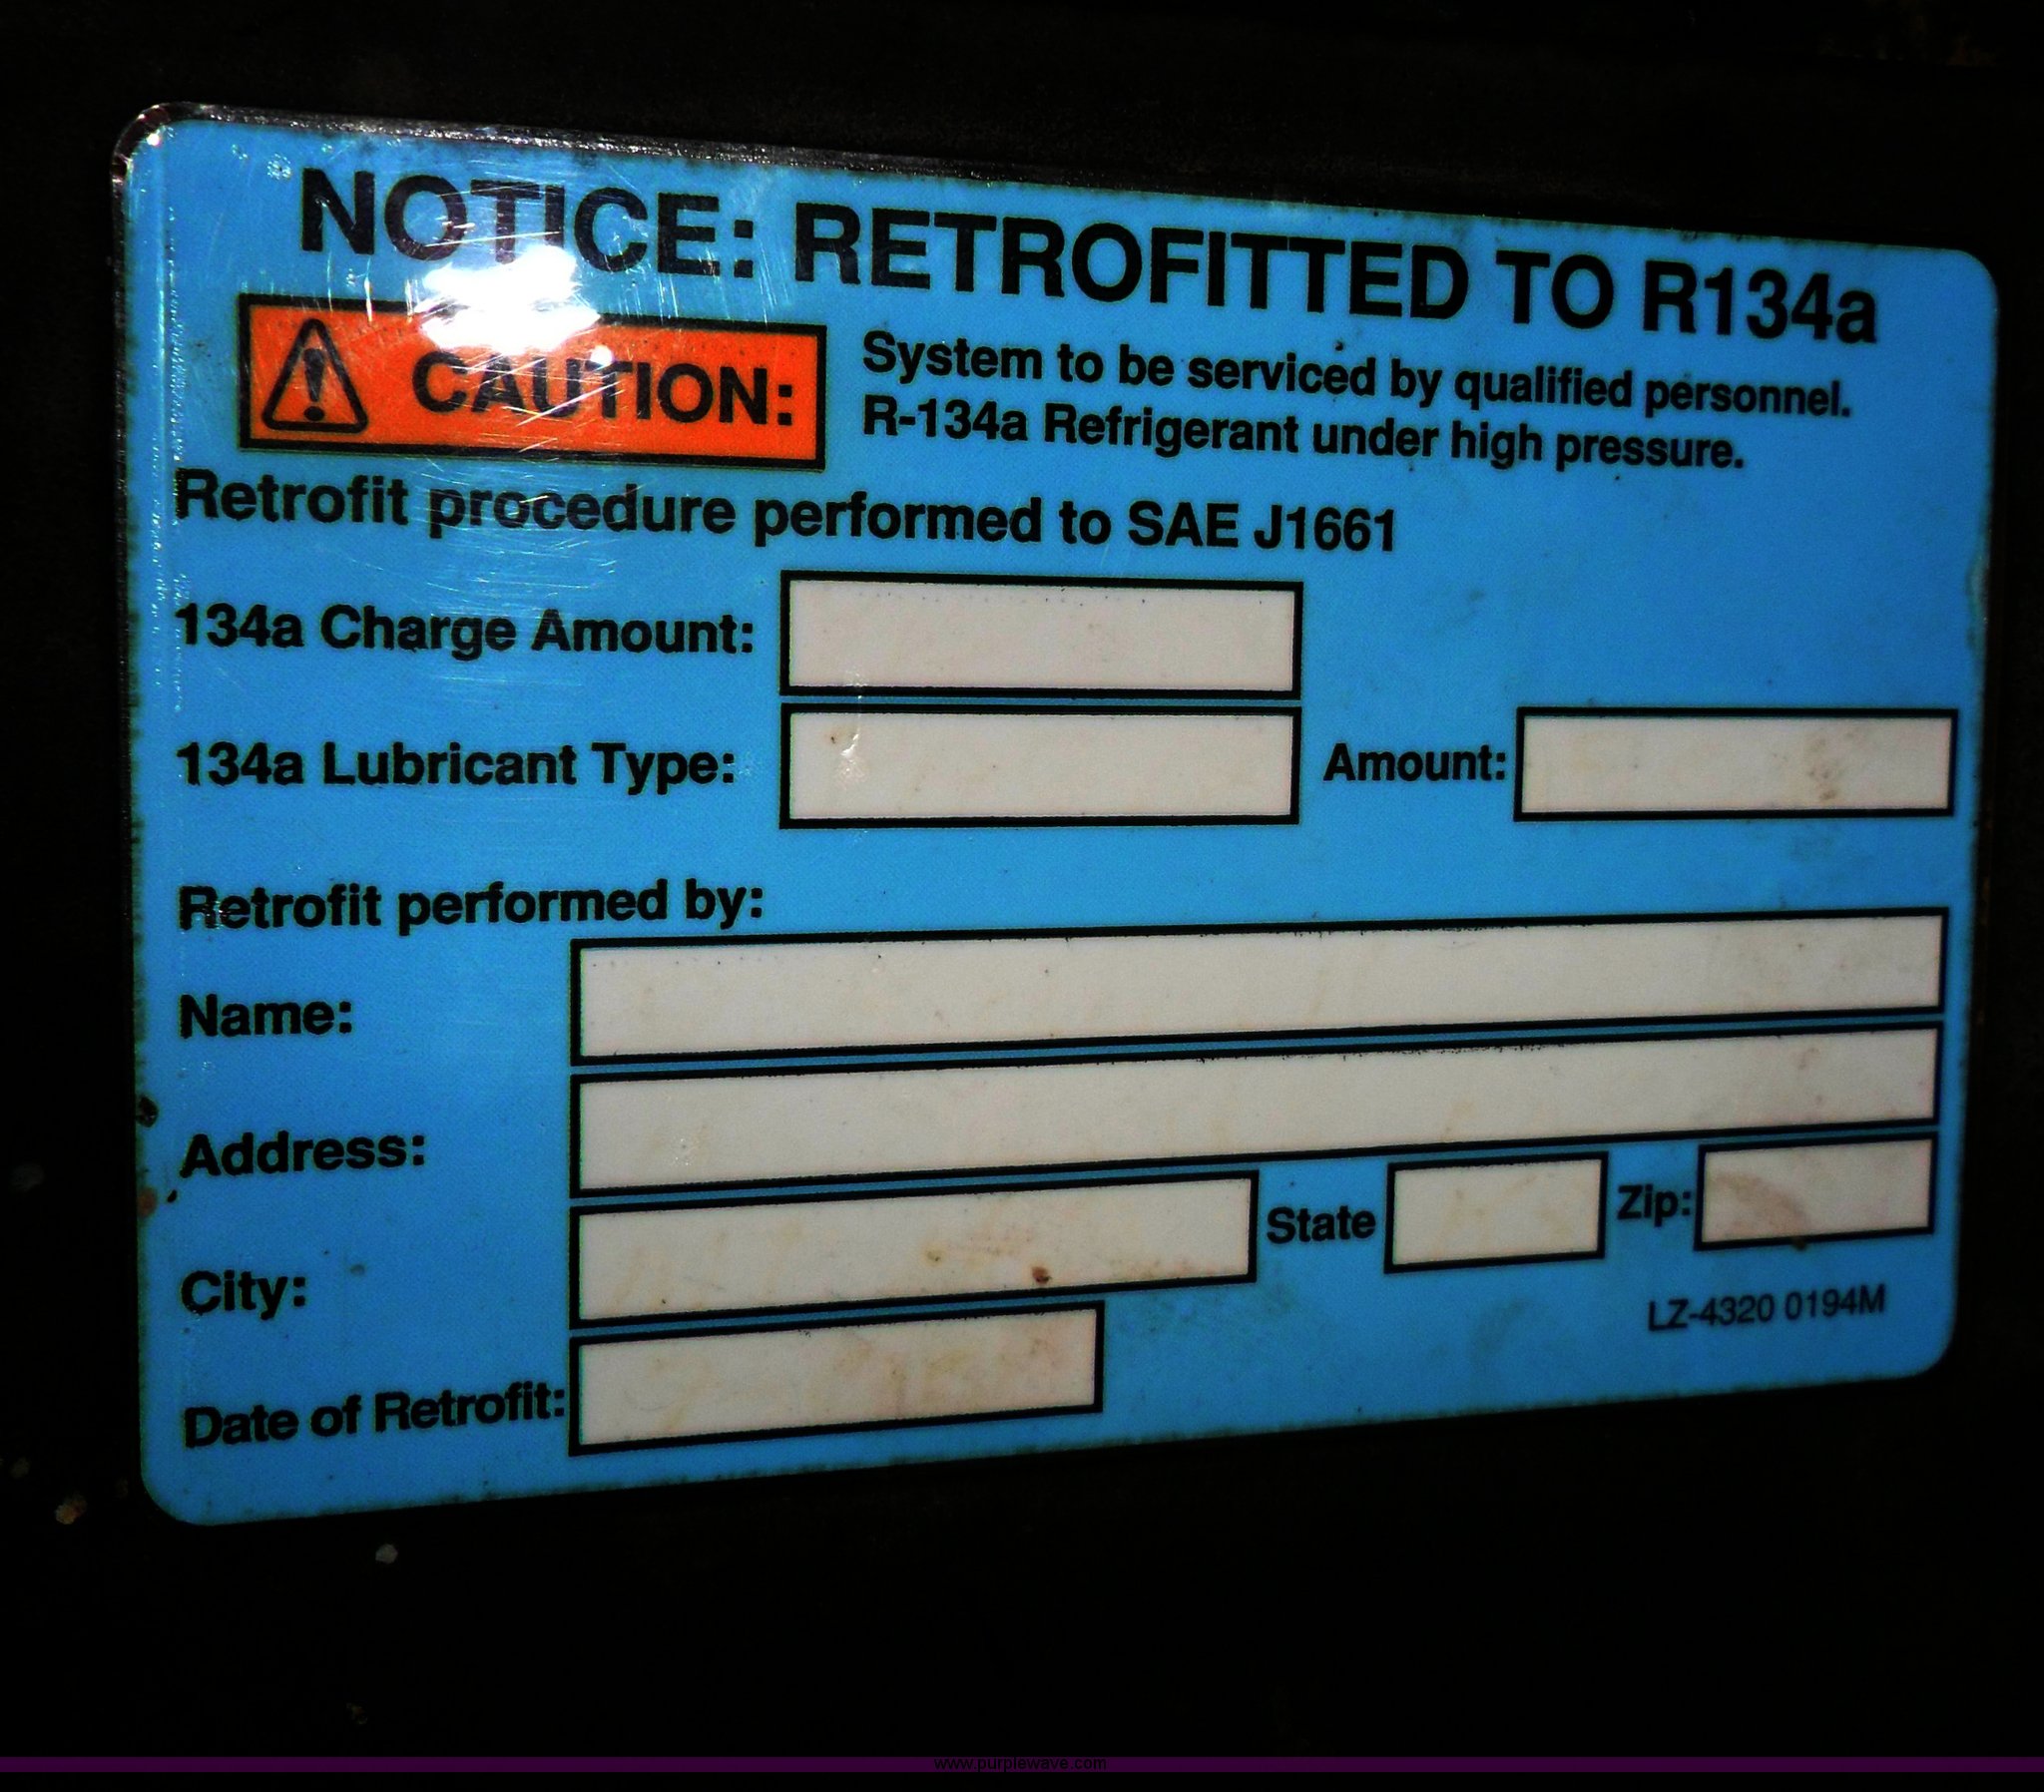 NOTICE: RETROFITTED TO R134a
CAUTION:
System to be serviced by qualified personnel.
R-134a Refrigerant under high pressure.
Retrofit procedure performed to SAE J1661
134a Charge Amount:
134a Lubricant Type:
Amount:
Retrofit performed by:
Name:
Address:
City:
State
Zip:
Date of Retrofit:
LZ-4320 0194M
www.purplewave.com